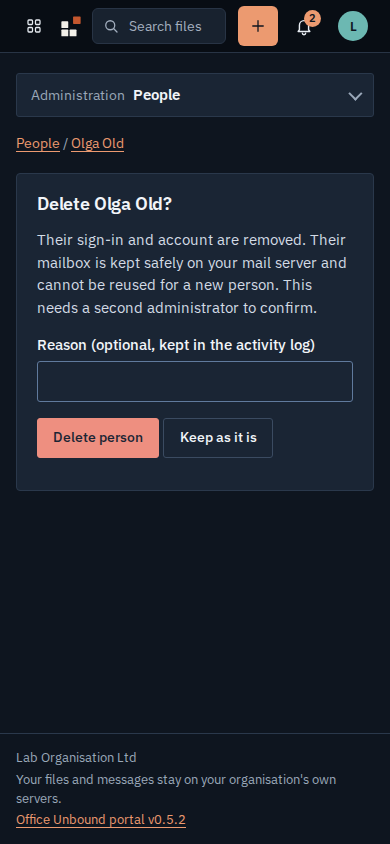 Search files
2
L
Administration People
People / Olga Old
Delete Olga Old?
Their sign-in and account are removed. Their
mailbox is kept safely on your mail server and
cannot be reused for a new person. This
needs a second administrator to confirm.
Reason (optional, kept in the activity log)
Delete person
Keep as it is
Lab Organisation Ltd
Your files and messages stay on your organisation's own
servers.
Office Unbound portal v0.5.2